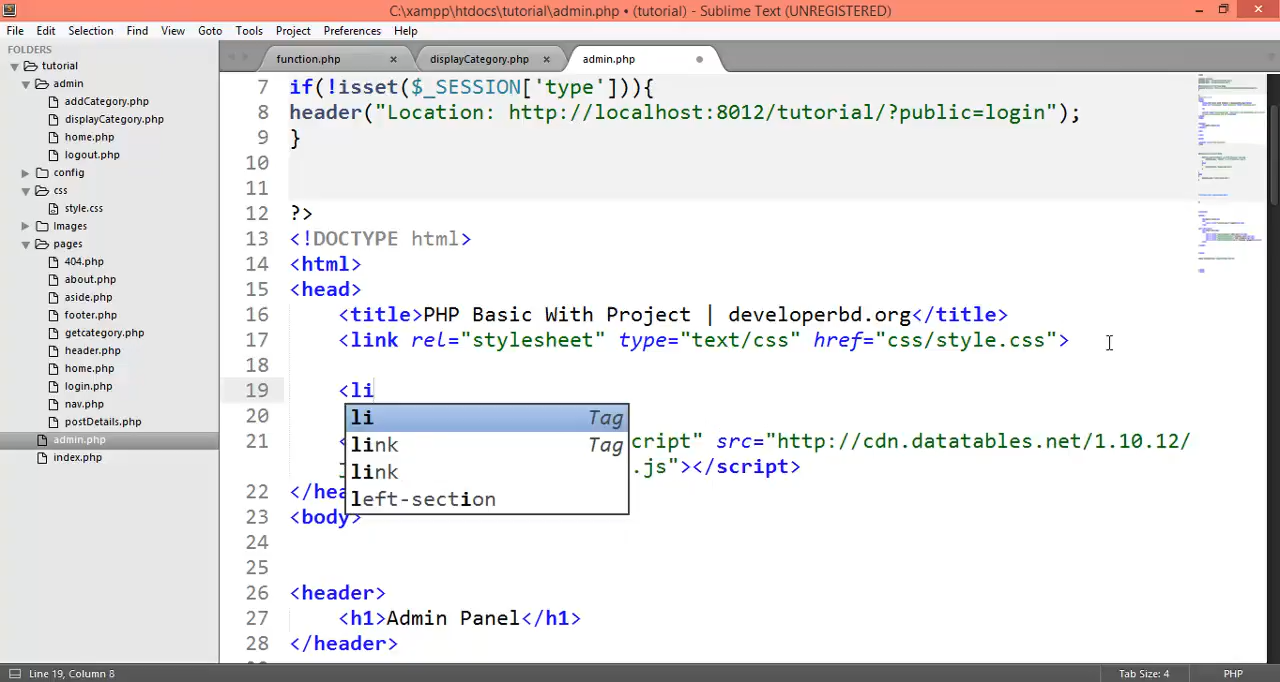 C:\xampp\htdocs\tutorial\admin.php • (tutorial) - Sublime Text (UNREGISTERED)
File Edit Selection Find View Goto Tools Project Preferences Help
FOLDERS
tutorial
admin
addCategory.php
displayCategory.php
home.php
logout.php
config
css
style.css
Images
pages
404.php
about.php
aside.php
footer.php
getcategory.php
header.php
home.php
login.php
nav.php
postDetails.php
admin.php
index.php
function.php × displayCategory.php × admin.php
7 if(!isset($_SESSION['type'])){
8 header("Location: http://localhost:8012/tutorial/?public=login");
9 }
10
11
12 ?>
13 <!DOCTYPE html>
14 <html>
15 <head>
16 <title>PHP Basic With Project | developerbd.org</title>
17 <link rel="stylesheet" type="text/css" href="css/style.css">
18
19 <li
li Tag
link Tag
link
left-section
20
21 < cript" src="http://cdn.datatables.net/1.10.12/
.js"></script>
22 </hea
23 <body>
24
25
26 <header>
27 <h1>Admin Panel</h1>
28 </header>
Line 19, Column 8
Tab Size: 4
PHP